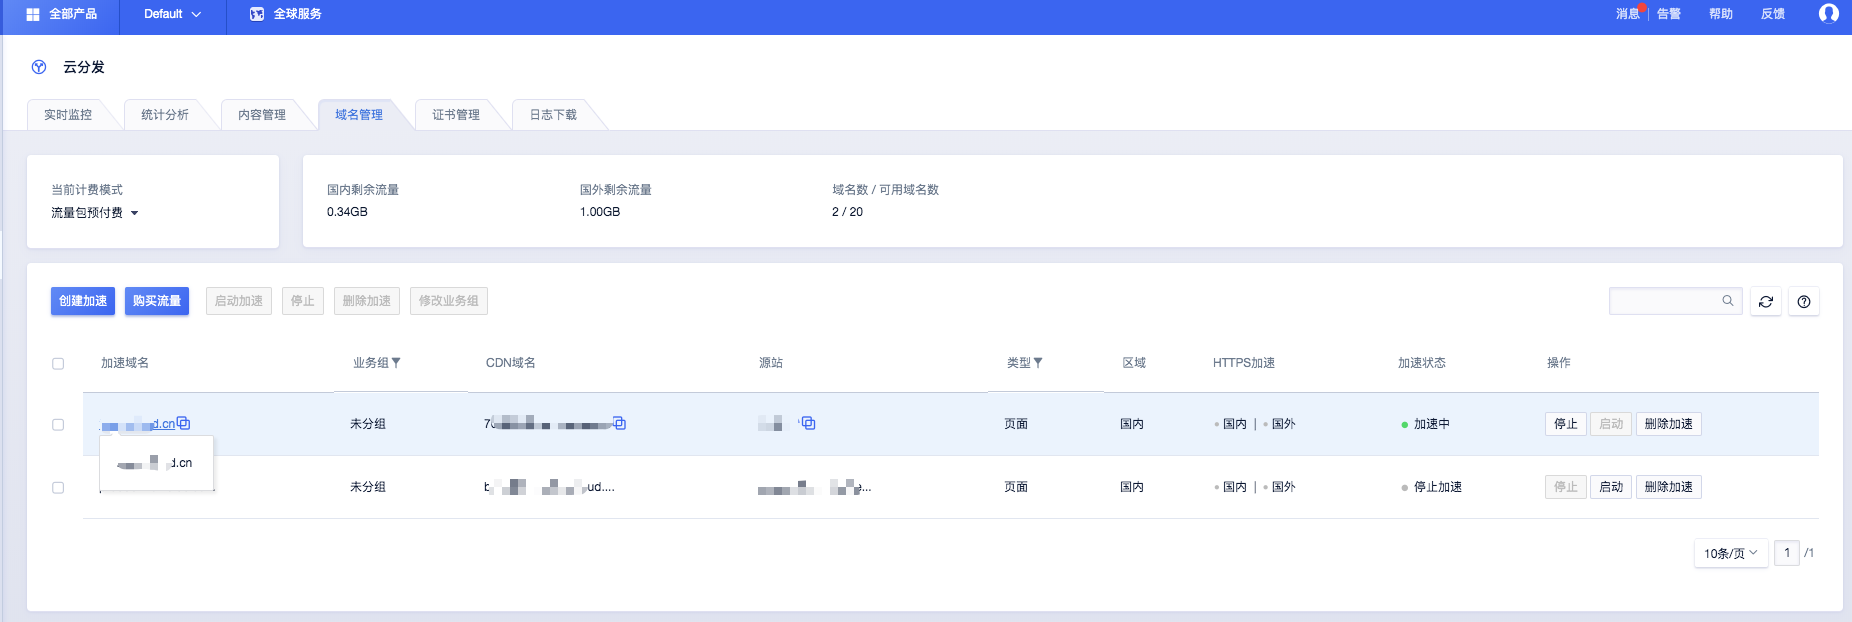 全部产品 Default 全球服务 消息 告警 帮助 反馈
云分发
实时监控 统计分析 内容管理 域名管理 证书管理 日志下载
当前计费模式 国内剩余流量 国外剩余流量 域名数 / 可用域名数
流量包预付费 0.34GB 1.00GB 2 / 20
创建加速 购买流量 启动加速 停止 删除加速 修改业务组
加速域名 业务组 CDN域名 源站 类型 区域 HTTPS加速 加速状态 操作
d.cn 未分组 70 页面 国内 国内 | 国外 加速中 停止 启动 删除加速
d.cn
未分组 b ud.... e... 页面 国内 国内 | 国外 停止加速 停止 启动 删除加速
10条/页 1 /1